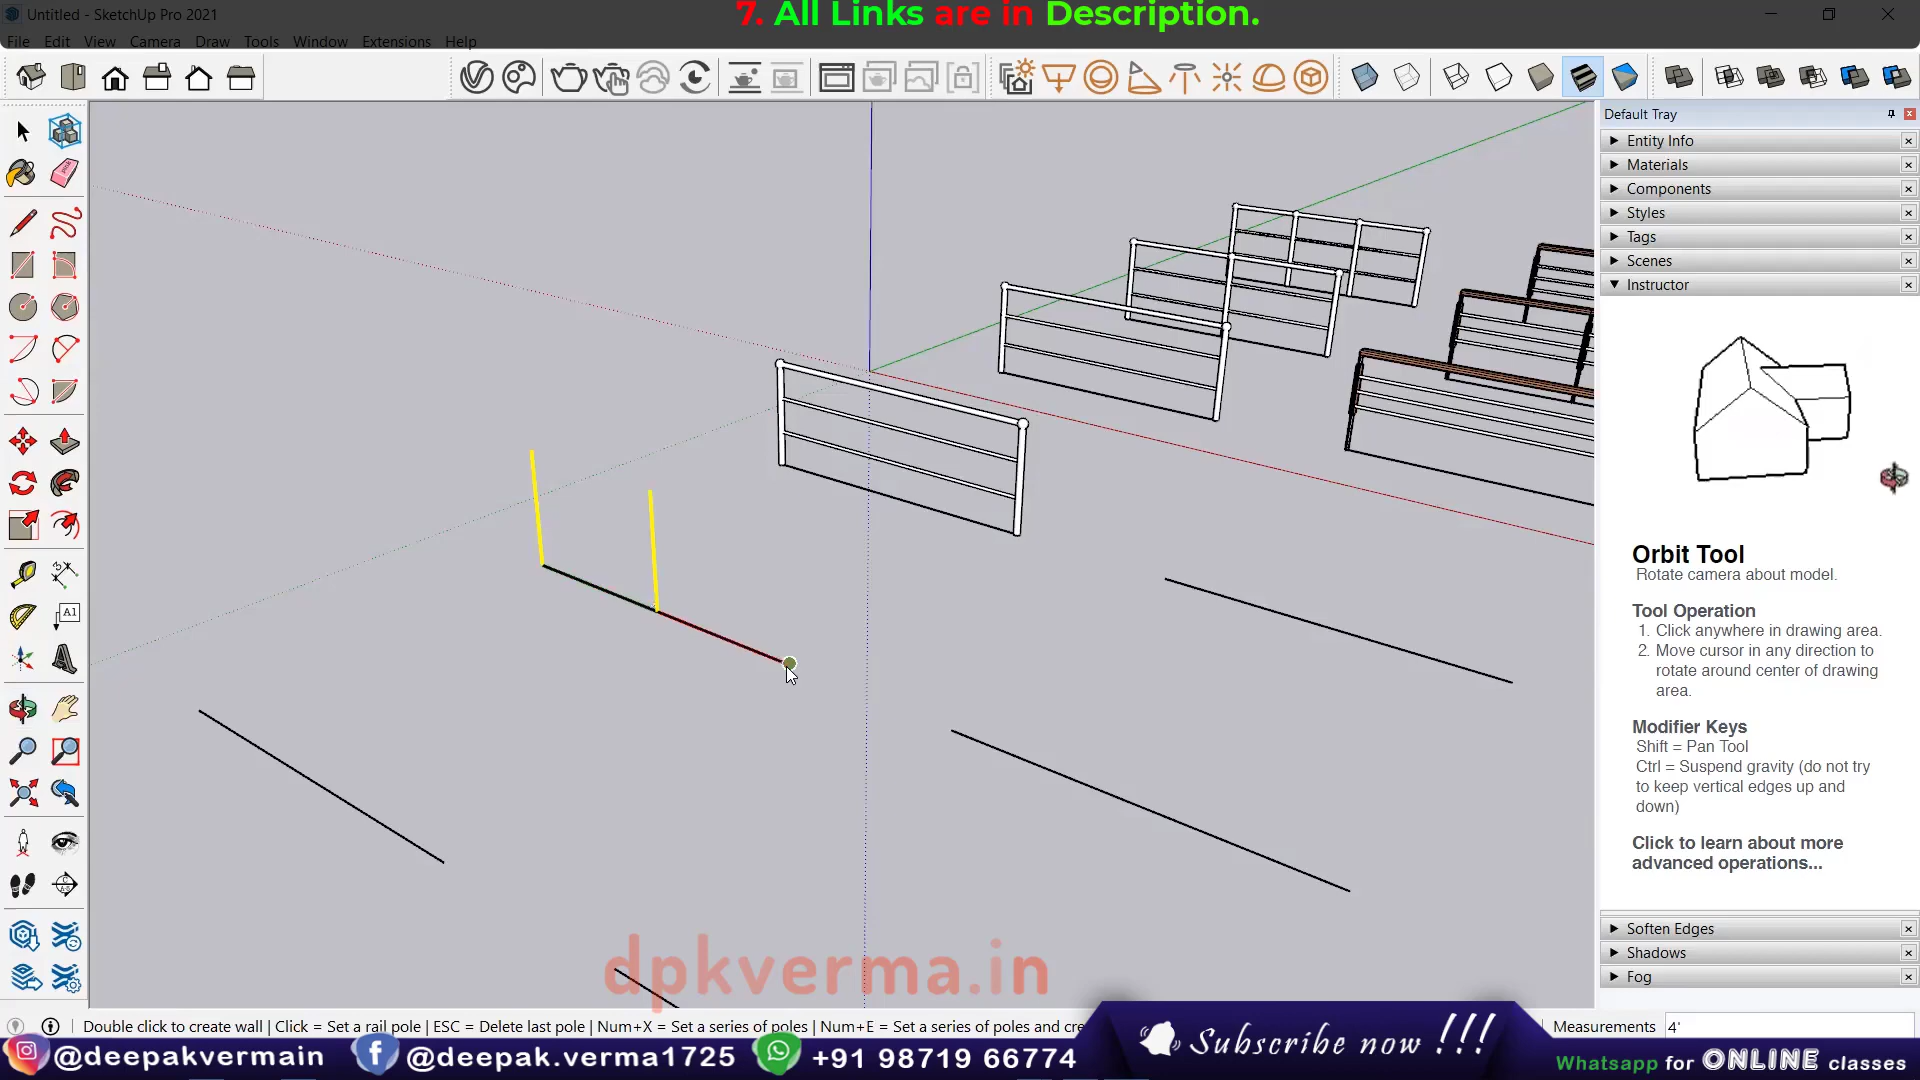 Untitled - SketchUp Pro 2021
7. All Links are in Description.
File Edit View Camera Draw Tools Window Extensions Help
Default Tray
Entity Info
Materials
Components
Styles
Tags
Scenes
Instructor
Orbit Tool
Rotate camera about model.
Tool Operation
1. Click anywhere in drawing area.
2. Move cursor in any direction to
rotate around center of drawing
area.
Modifier Keys
Shift = Pan Tool
Ctrl = Suspend gravity (do not try
to keep vertical edges up and
down)
Click to learn about more
advanced operations...
Soften Edges
Shadows
Fog
A1
dpkverma.in
Double click to create wall | Click = Set a rail pole | ESC = Delete last pole | Num+X = Set a series of poles | Num+E = Set a series of poles and cre
Measurements 4'
@deepakvermain @deepak.verma1725 +91 98719 66774
Subscribe now !!!
Whatsapp for ONLINE classes